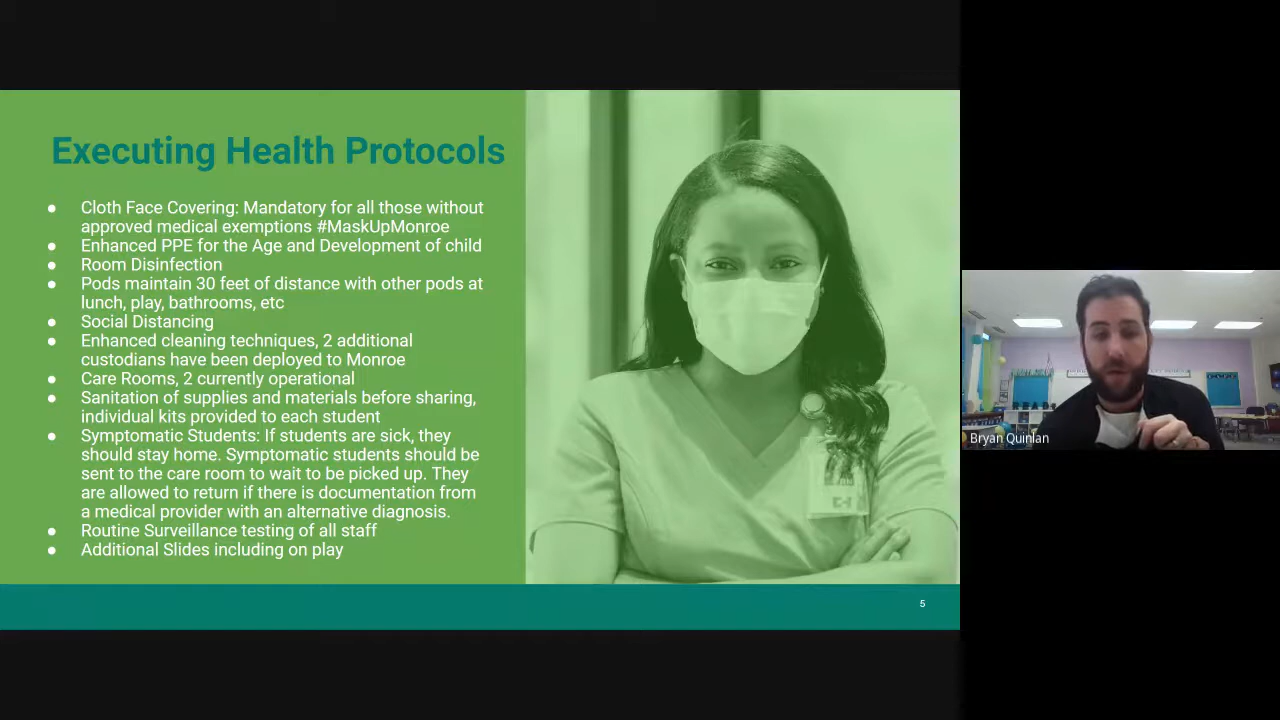 Executing Health Protocols
● Cloth Face Covering: Mandatory for all those without
approved medical exemptions #MaskUpMonroe
● Enhanced PPE for the Age and Development of child
● Room Disinfection
● Pods maintain 30 feet of distance with other pods at
lunch, play, bathrooms, etc
● Social Distancing
● Enhanced cleaning techniques, 2 additional
custodians have been deployed to Monroe
● Care Rooms, 2 currently operational
● Sanitation of supplies and materials before sharing,
individual kits provided to each student
● Symptomatic Students: If students are sick, they
should stay home. Symptomatic students should be
sent to the care room to wait to be picked up. They
are allowed to return if there is documentation from
a medical provider with an alternative diagnosis.
● Routine Surveillance testing of all staff
● Additional Slides including on play
5
Bryan Quinlan